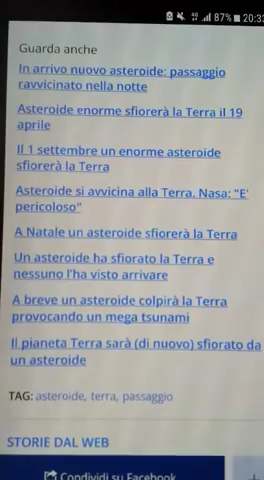 87% 20:33
Guarda anche
In arrivo nuovo asteroide: passaggio
ravvicinato nella notte
Asteroide enorme sfiorerà la Terra il 19
aprile
Il 1 settembre un enorme asteroide
sfiorerà la Terra
Asteroide si avvicina alla Terra. Nasa: "E'
pericoloso"
A Natale un asteroide sfiorerà la Terra
Un asteroide ha sfiorato la Terra e
nessuno l'ha visto arrivare
A breve un asteroide colpirà la Terra
provocando un mega tsunami
Il pianeta Terra sarà (di nuovo) sfiorato da
un asteroide
TAG: asteroide, terra, passaggio
STORIE DAL WEB
Condividi su Facebook